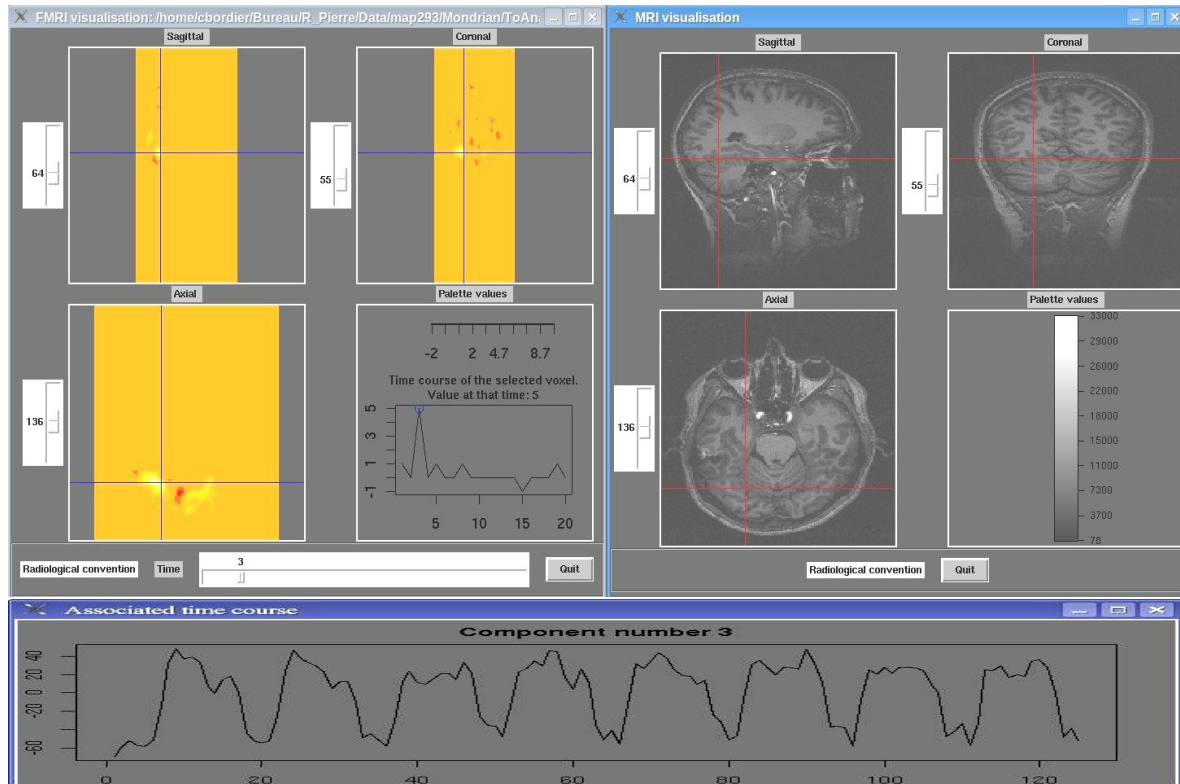 FMRI visualisation: /home/cbordier/Bureau/R_Pierre/Data/map293/Mondrian/ToAn
Sagittal
Coronal
64
55
Axial
Palette values
136
-2 2 4.7 8.7
Time course of the selected voxel.
Value at that time: 5
5
3
1
-1
5 10 15 20
Radiological convention
Time
3
Quit
MRI visualisation
Sagittal
Coronal
64
55
Axial
Palette values
136
33000
29000
26000
22000
18000
15000
11000
7300
3700
78
Radiological convention
Quit
Associated time course
Component number 3
40
20
0
-20
-60
0 20 40 60 80 100 120